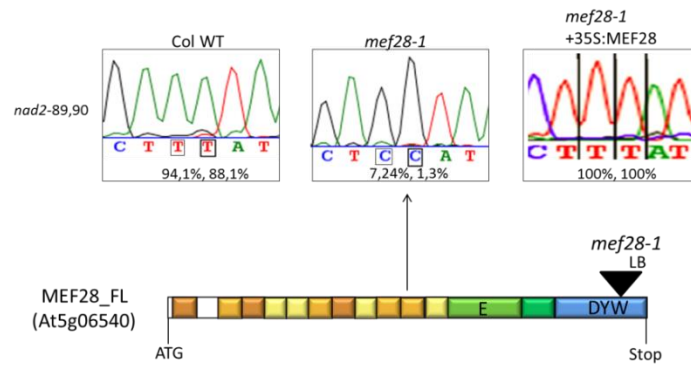 Col WT
mef28-1
mef28-1
+35S:MEF28
nad2-89,90
C T T T A T
C T C C A T
C T T T A T
94,1%, 88,1%
7,24%, 1,3%
100%, 100%
mef28-1
LB
MEF28_FL
(At5g06540)
E
DYW
ATG
Stop